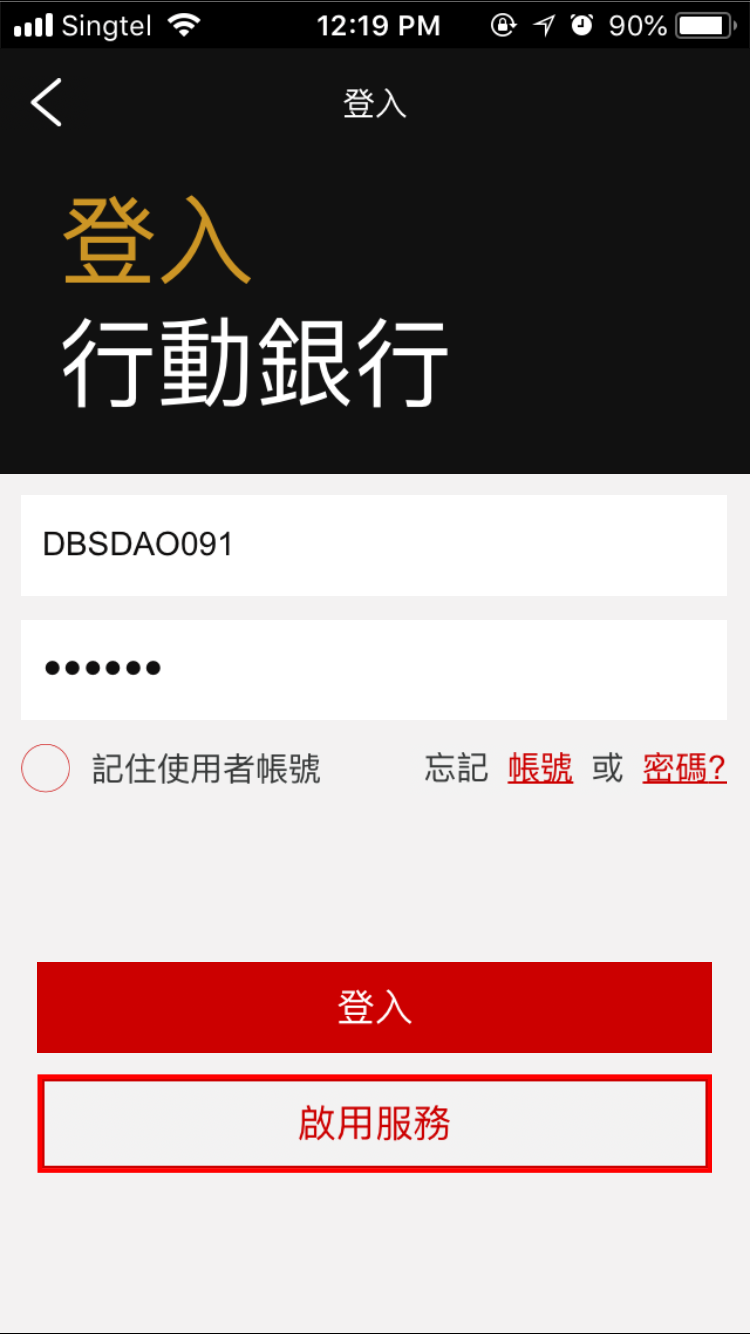 Singtel 12:19 PM 90%
登入
登入
行動銀行
DBSDAO091
••••••
記住使用者帳號 忘記 帳號 或 密碼?
登入
啟用服務